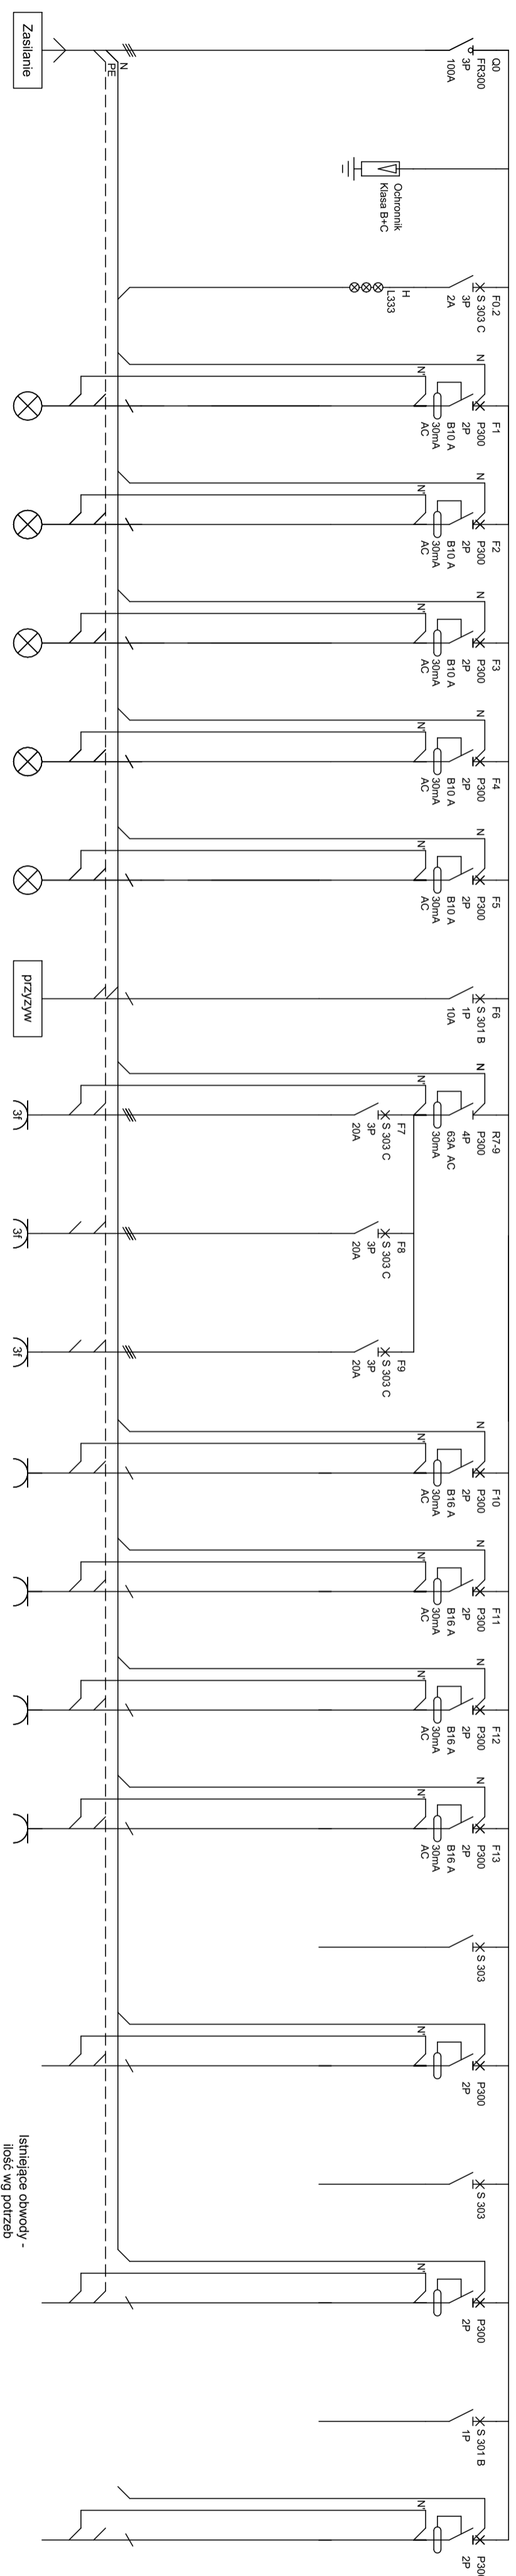 Zasilanie
Q0
FR300
3P
100A
N
PE
Ochronnik
Klasa B+C
F0.2
S 303 C
3P
2A
H
L333
N
F1
P300
2P
B10 A
30mA
AC
N'
N
F2
P300
2P
B10 A
30mA
AC
N'
N
F3
P300
2P
B10 A
30mA
AC
N'
N
F4
P300
2P
B10 A
30mA
AC
N'
N
F5
P300
2P
B10 A
30mA
AC
N'
F6
S 301 B
1P
10A
przyzyw
N
R7-9
P300
4P
63A AC
30mA
N'
F7
S 303 C
3P
20A
3f
F8
S 303 C
3P
20A
3f
F9
S 303 C
3P
20A
3f
N
F10
P300
2P
B16 A
30mA
AC
N'
N
F11
P300
2P
B16 A
30mA
AC
N'
N
F12
P300
2P
B16 A
30mA
AC
N'
N
F13
P300
2P
B16 A
30mA
AC
N'
S 303
P300
2P
N'
S 303
P300
2P
N'
S 301 B
1P
P300
2P
N'
Istniejące obwody -
ilość wg potrzeb